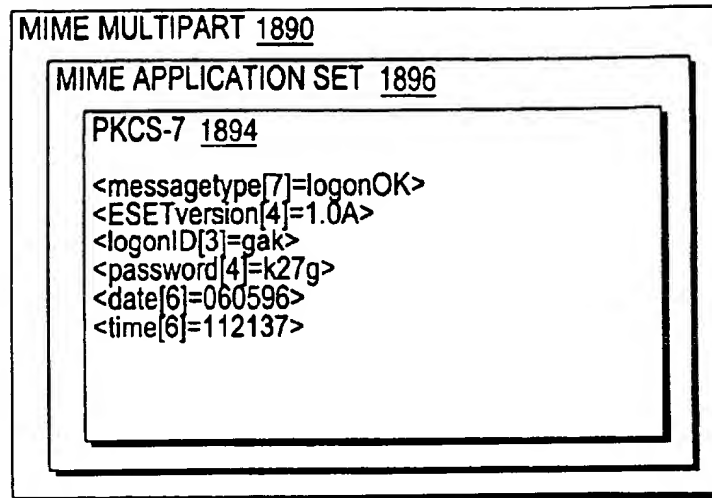 MIME MULTIPART 1890
MIME APPLICATION SET 1896
PKCS-7 1894
<messagetype[7]=logonOK>
<ESETversion[4]=1.0A>
<logonID[3]=gak>
<password[4]=k27g>
<date[6]=060596>
<time[6]=112137>